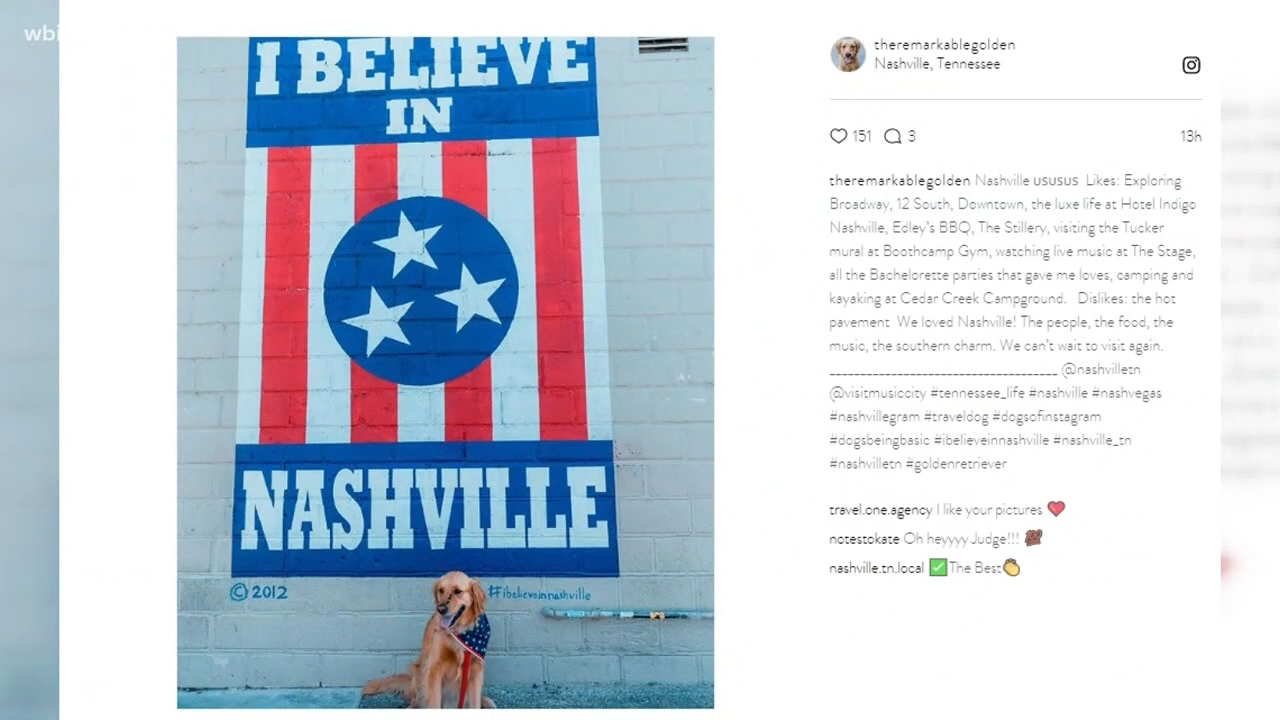 wbi
I BELIEVE
IN
NASHVILLE
© 2012 #ibelieveinnashville
theremarkablegolden
Nashville, Tennessee
151 3 13h
theremarkablegolden Nashville ususus Likes: Exploring
Broadway, 12 South, Downtown, the luxe life at Hotel Indigo
Nashville, Edley's BBQ, The Stillery, visiting the Tucker
mural at Boothcamp Gym, watching live music at The Stage,
all the Bachelorette parties that gave me loves, camping and
kayaking at Cedar Creek Campground. Dislikes: the hot
pavement We loved Nashville! The people, the food, the
music, the southern charm. We can't wait to visit again.
_____________________________________ @nashvilletn
@visitmusiccity #tennessee_life #nashville #nashvegas
#nashvillegram #traveldog #dogsofinstagram
#dogsbeingbasic #ibelieveinnashville #nashville_tn
#nashvilletn #goldenretriever
travel.one.agency I like your pictures ❤️
notestokate Oh heyyyy Judge!!! 💯
nashville.tn.local ✅The Best👏